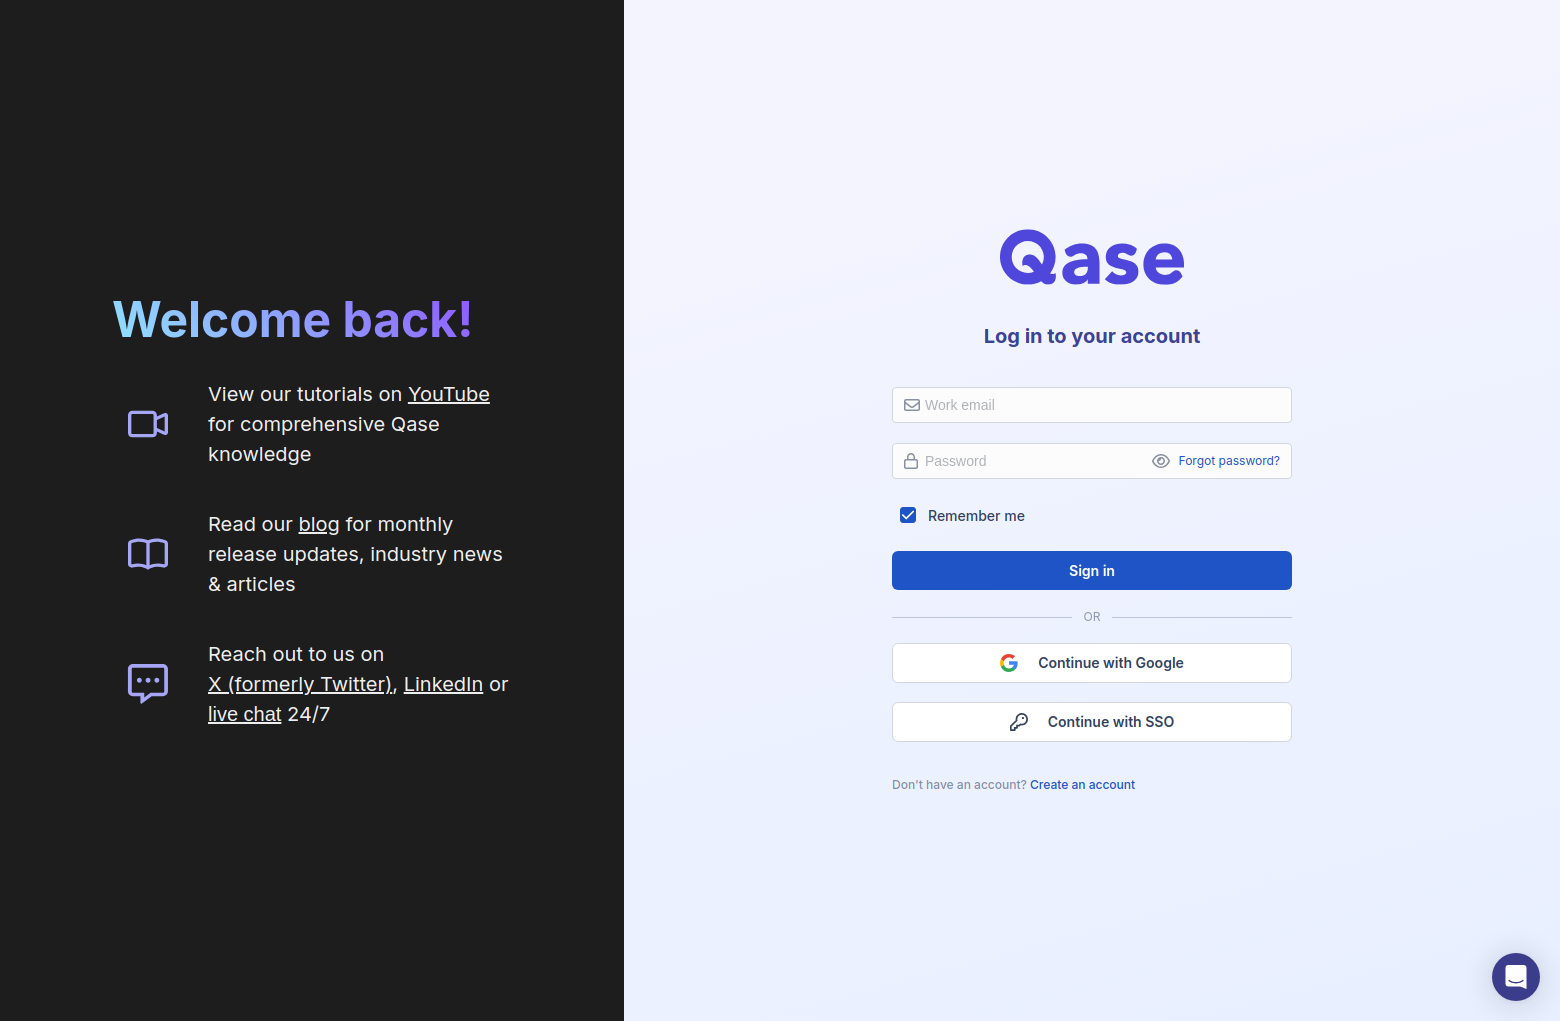 Welcome back!
View our tutorials on YouTube
for comprehensive Qase
knowledge
Read our blog for monthly
release updates, industry news
& articles
Reach out to us on
X (formerly Twitter), LinkedIn or
live chat 24/7
Qase
Log in to your account
Work email
Password Forgot password?
Remember me
Sign in
OR
Continue with Google
Continue with SSO
Don't have an account? Create an account